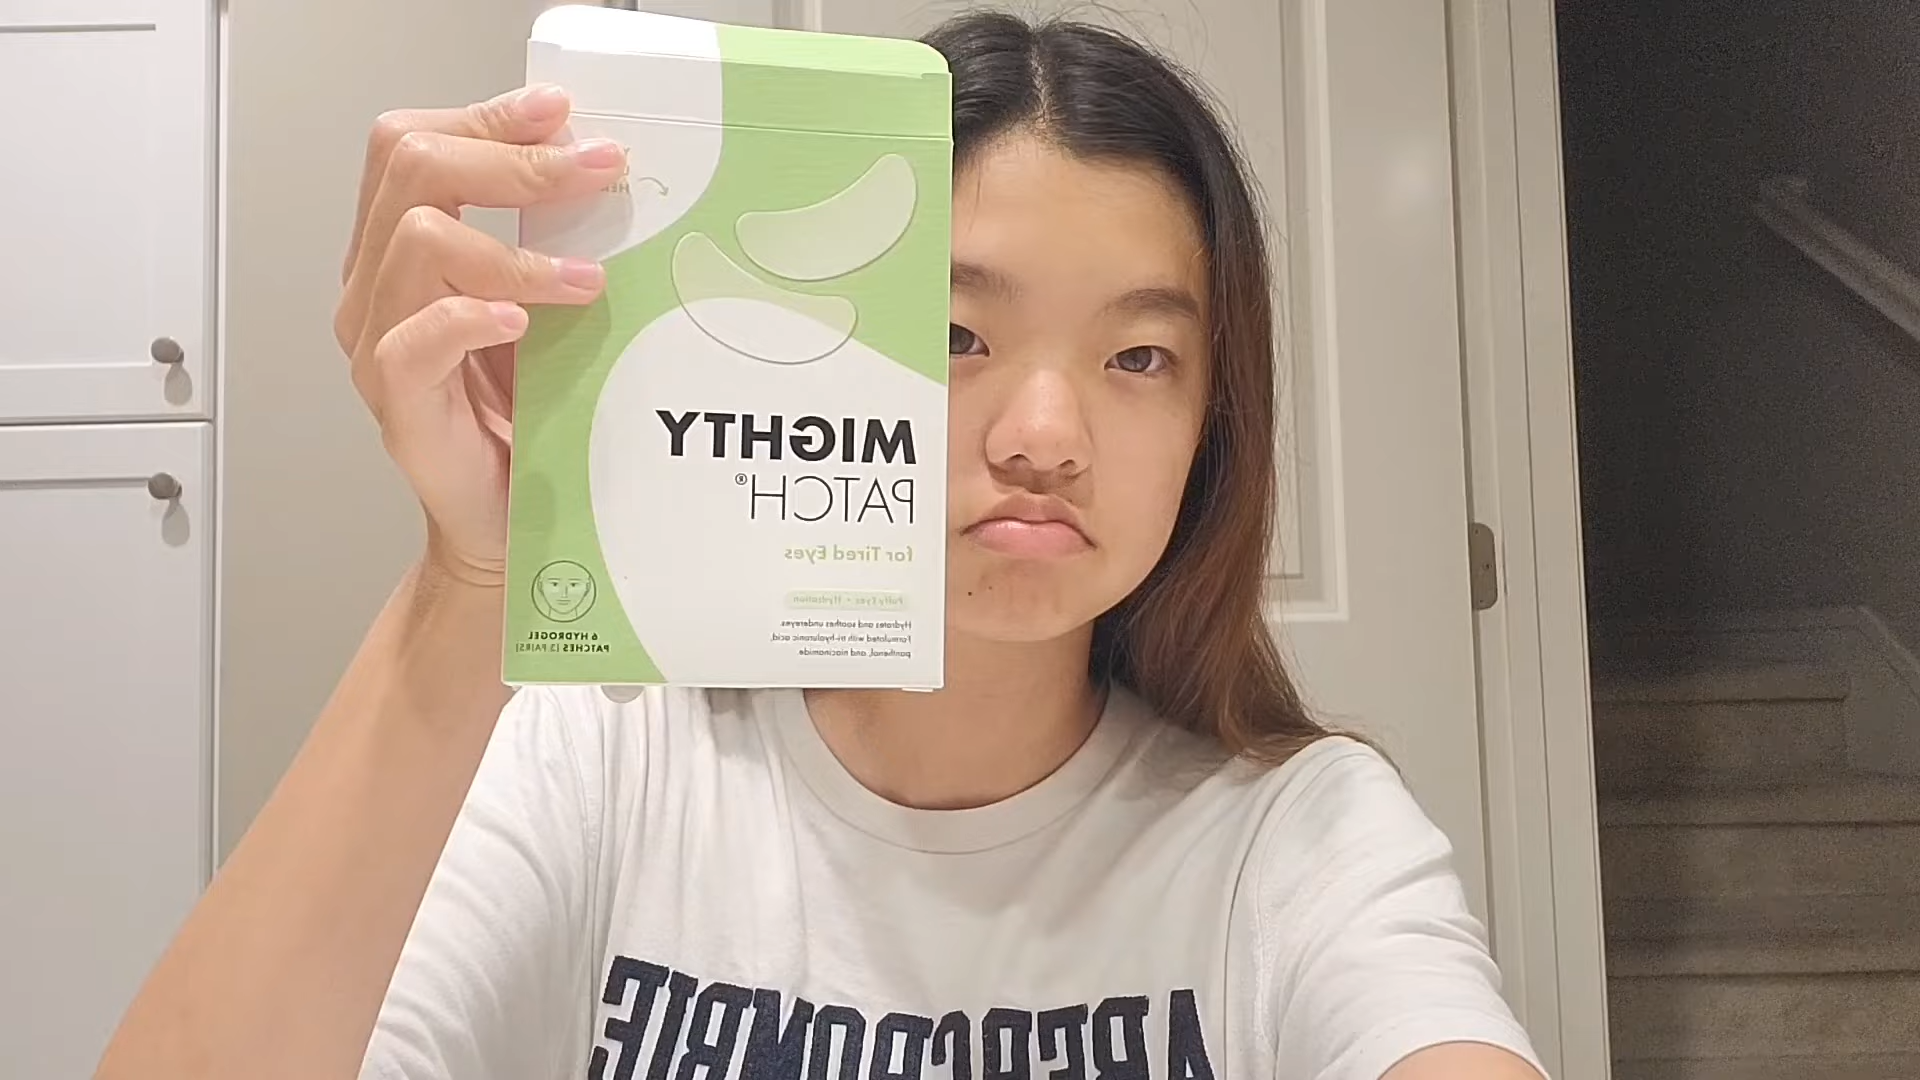 MIGHTY
PATCH®
for Tired Eyes
Puffy Eyes • Hydration
Hydrates and soothes undereyes.
Formulated with tri-hyaluronic acid,
panthenol, and niacinamide
6 HYDROGEL
PATCHES (3 PAIRS)
ABERCROMBIE